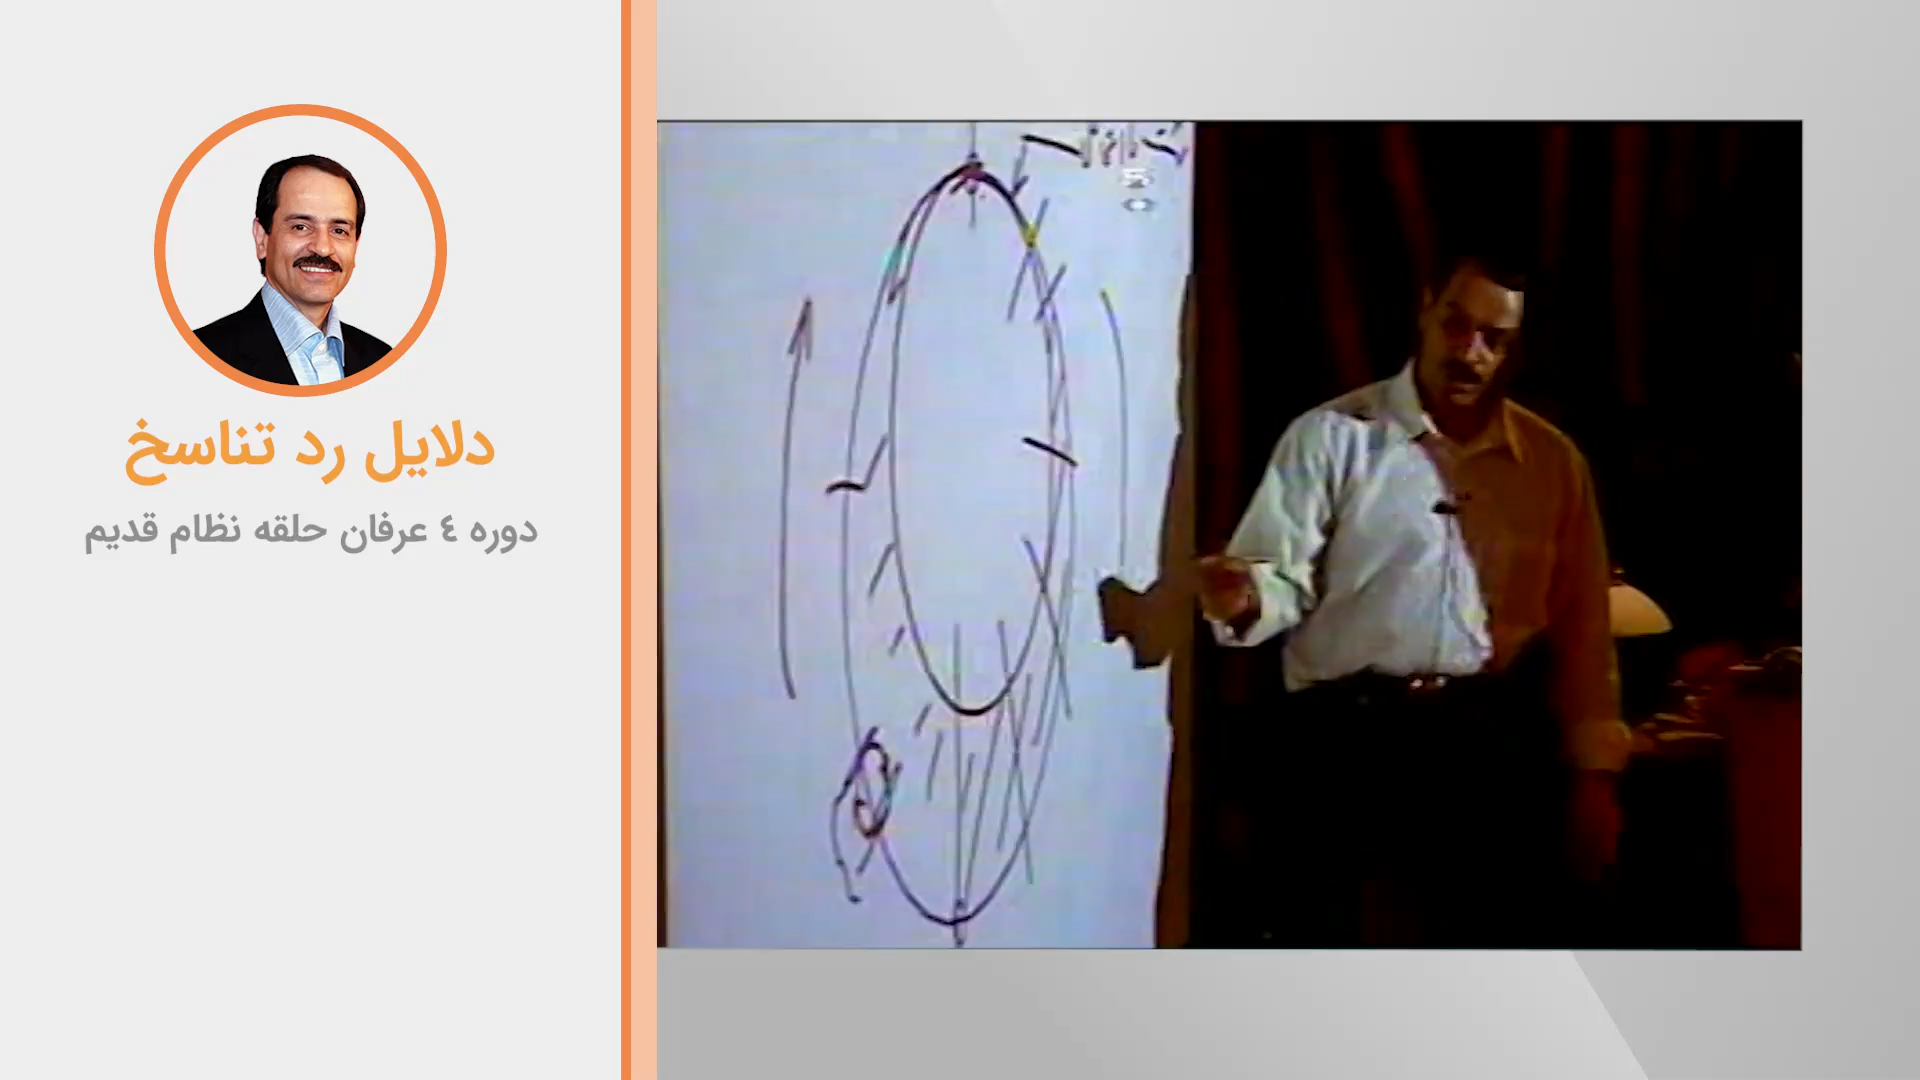 دلایل رد تناسخ
دوره ٤ عرفان حلقه نظام قدیم